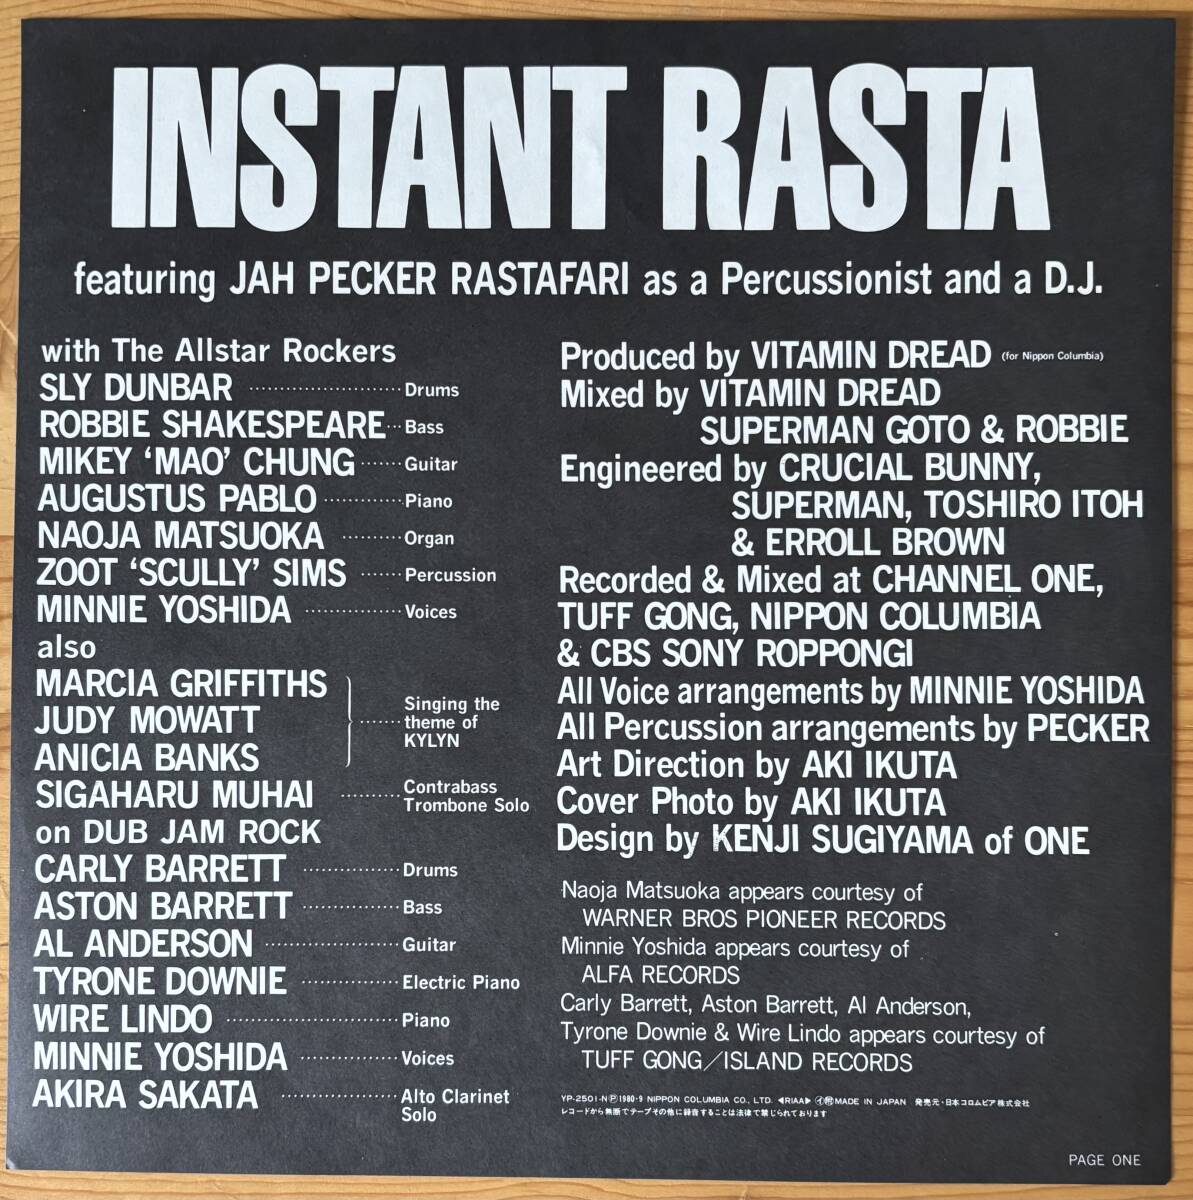 INSTANT RASTA
featuring JAH PECKER RASTAFARI as a Percussionist and a D.J.
with The Allstar Rockers
SLY DUNBAR ........................ Drums
ROBBIE SHAKESPEARE ... Bass
MIKEY ‘MAO’ CHUNG ....... Guitar
AUGUSTUS PABLO ............. Piano
NAOJA MATSUOKA .......... Organ
ZOOT ‘SCULLY’ SIMS ....... Percussion
MINNIE YOSHIDA ................ Voices
also
MARCIA GRIFFITHS
JUDY MOWATT
ANICIA BANKS
....... Singing the
theme of
KYLYN
SIGAHARU MUHAI .......... Contrabass
Trombone Solo
on DUB JAM ROCK
CARLY BARRETT ................ Drums
ASTON BARRETT ................ Bass
AL ANDERSON ...................... Guitar
TYRONE DOWNIE ................ Electric Piano
WIRE LINDO ............................ Piano
MINNIE YOSHIDA ................ Voices
AKIRA SAKATA ................... Alto Clarinet
Solo
Produced by VITAMIN DREAD (for Nippon Columbia)
Mixed by VITAMIN DREAD
SUPERMAN GOTO & ROBBIE
Engineered by CRUCIAL BUNNY,
SUPERMAN, TOSHIRO ITOH
& ERROLL BROWN
Recorded & Mixed at CHANNEL ONE,
TUFF GONG, NIPPON COLUMBIA
& CBS SONY ROPPONGI
All Voice arrangements by MINNIE YOSHIDA
All Percussion arrangements by PECKER
Art Direction by AKI IKUTA
Cover Photo by AKI IKUTA
Design by KENJI SUGIYAMA of ONE
Naoja Matsuoka appears courtesy of
WARNER BROS PIONEER RECORDS
Minnie Yoshida appears courtesy of
ALFA RECORDS
Carly Barrett, Aston Barrett, Al Anderson,
Tyrone Downie & Wire Lindo appears courtesy of
TUFF GONG／ISLAND RECORDS
YP-2501-N Ⓟ1980·9 NIPPON COLUMBIA CO., LTD. ◀RIAA▶ MADE IN JAPAN 発売元・日本コロムビア株式会社
レコードから無断でテープその他に録音することは法律で禁じられております
PAGE ONE